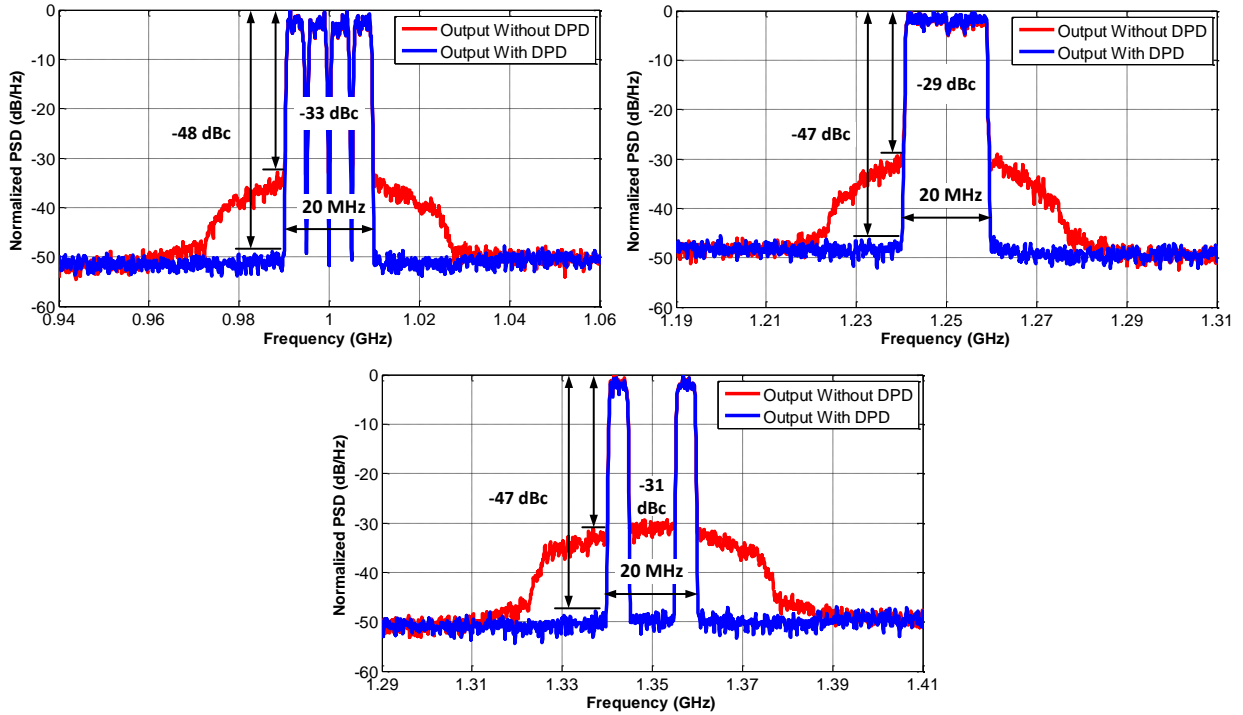 0
-10
-20
-30
-40
-50
-60
Normalized PSD (dB/Hz)
Output Without DPD
Output With DPD
-33 dBc
-48 dBc
20 MHz
0.94
0.96
0.98
1
1.02
1.04
1.06
Frequency (GHz)
0
-10
-20
-30
-40
-50
-60
Normalized PSD (dB/Hz)
Output Without DPD
Output With DPD
-29 dBc
-47 dBc
20 MHz
1.19
1.21
1.23
1.25
1.27
1.29
1.31
Frequency (GHz)
0
-10
-20
-30
-40
-50
-60
Normalized PSD (dB/Hz)
Output Without DPD
Output With DPD
-47 dBc
-31
dBc
20 MHz
1.29
1.31
1.33
1.35
1.37
1.39
1.41
Frequency (GHz)